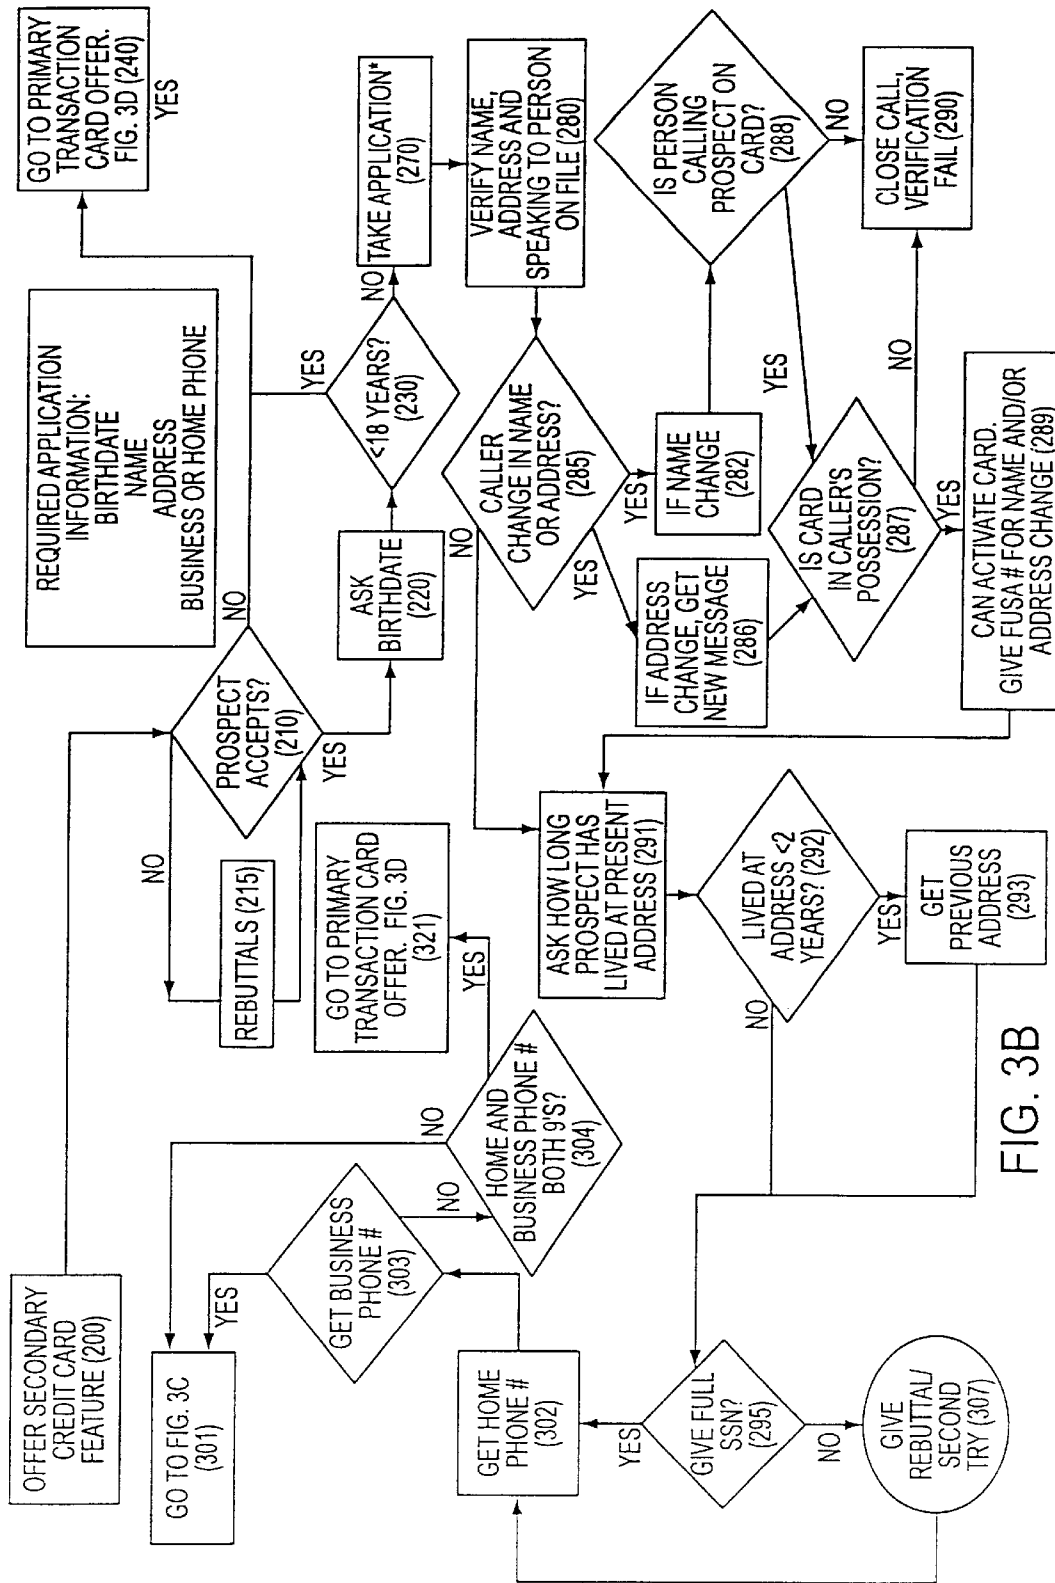 OFFER SECONDARY
CREDIT CARD
FEATURE (200)
PROSPECT
ACCEPTS?
(210)
NO
REBUTTALS (215)
NO
YES
REQUIRED APPLICATION
INFORMATION:
BIRTHDATE
NAME
ADDRESS
BUSINESS OR HOME PHONE
GO TO PRIMARY
TRANSACTION
CARD OFFER.
FIG. 3D (240)
YES
ASK
BIRTHDATE
(220)
<18 YEARS?
(230)
YES
NO
TAKE APPLICATION*
(270)
VERIFY NAME,
ADDRESS AND
SPEAKING TO PERSON
ON FILE (280)
CALLER
CHANGE IN NAME
OR ADDRESS?
(285)
NO
YES
YES
IF NAME
CHANGE
(282)
IF ADDRESS
CHANGE, GET
NEW MESSAGE
(286)
IS PERSON
CALLING
PROSPECT ON
CARD?
(288)
YES
NO
CLOSE CALL,
VERIFICATION
FAIL (290)
IS CARD
IN CALLER'S
POSSESSION?
(287)
NO
YES
CAN ACTIVATE CARD.
GIVE FUSA # FOR NAME AND/OR
ADDRESS CHANGE (289)
ASK HOW LONG
PROSPECT HAS
LIVED AT PRESENT
ADDRESS (291)
LIVED AT
ADDRESS <2
YEARS? (292)
NO
YES
GET
PREVIOUS
ADDRESS
(293)
GIVE FULL
SSN?
(295)
YES
NO
GIVE
REBUTTAL/
SECOND
TRY (307)
GET HOME
PHONE #
(302)
GET BUSINESS
PHONE #
(303)
YES
NO
HOME AND
BUSINESS PHONE #
BOTH 9'S?
(304)
NO
YES
GO TO PRIMARY
TRANSACTION CARD
OFFER. FIG. 3D
(321)
GO TO FIG. 3C
(301)
FIG. 3B